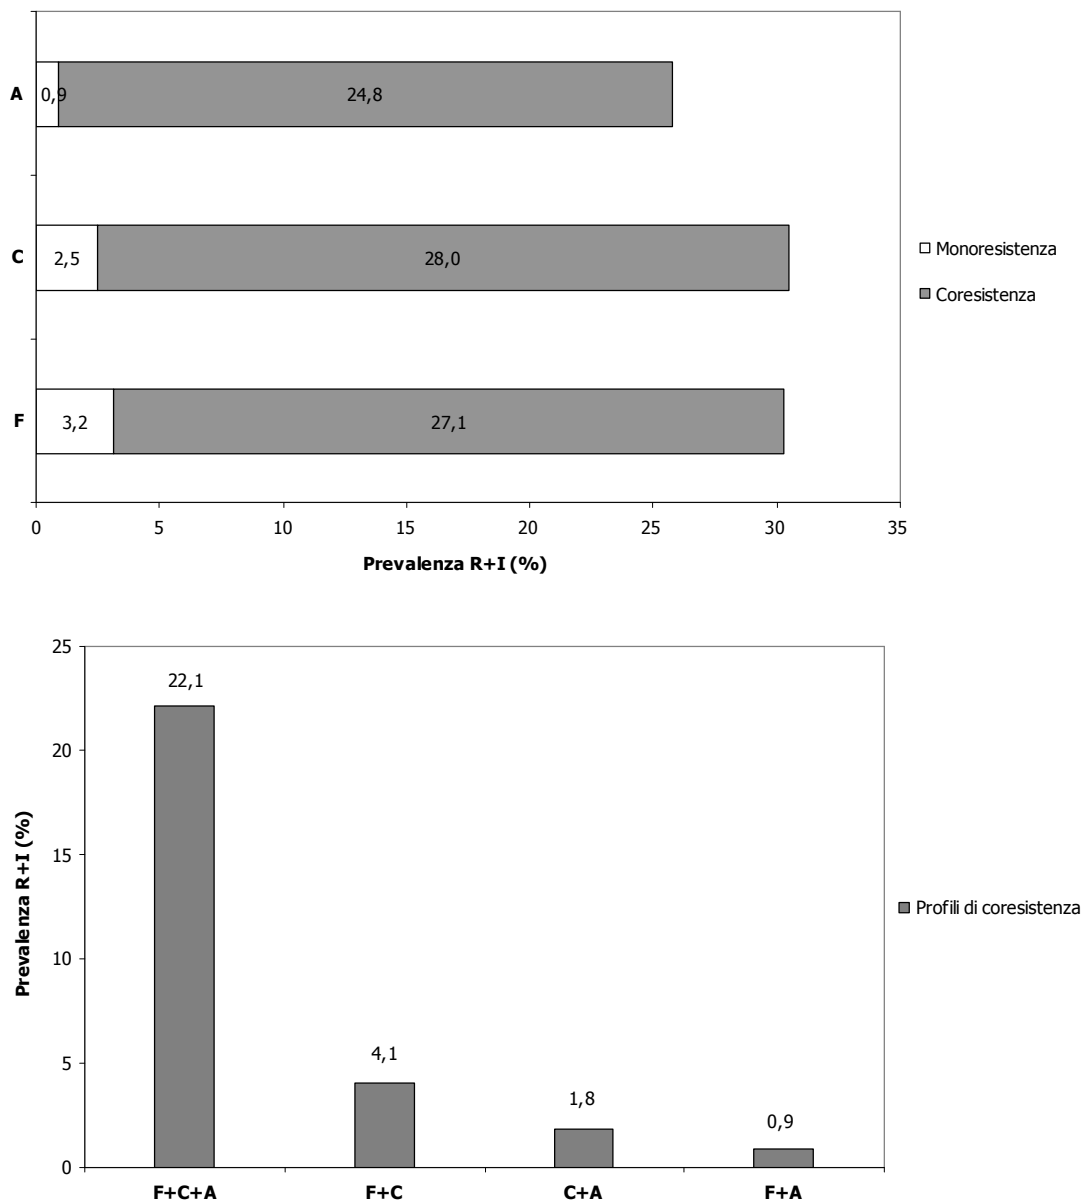 A
0,9
24,8
C
2,5
28,0
Monoresistenza
Coresistenza
F
3,2
27,1
0 5 10 15 20 25 30 35
Prevalenza R+I (%)
25
22,1
20
15
10
5
0
4,1
1,8
0,9
Prevalenza R+I (%)
Profili di coresistenza
F+C+A F+C C+A F+A